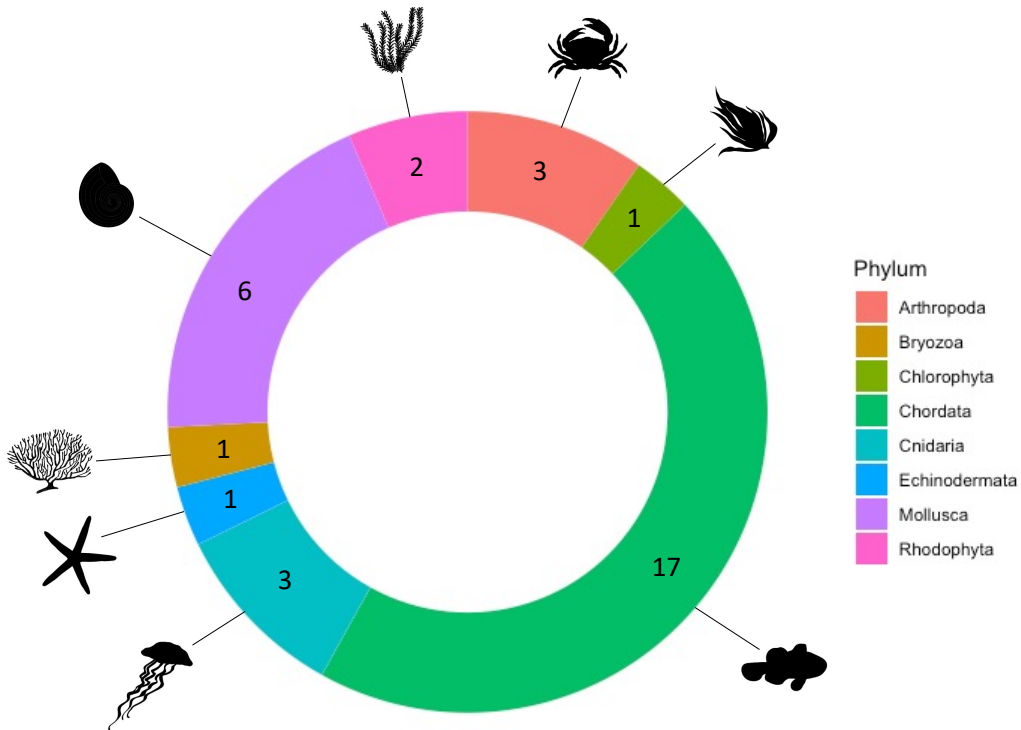 2
3
1
6
1
1
3
17
Phylum
Arthropoda
Bryozoa
Chlorophyta
Chordata
Cnidaria
Echinodermata
Mollusca
Rhodophyta